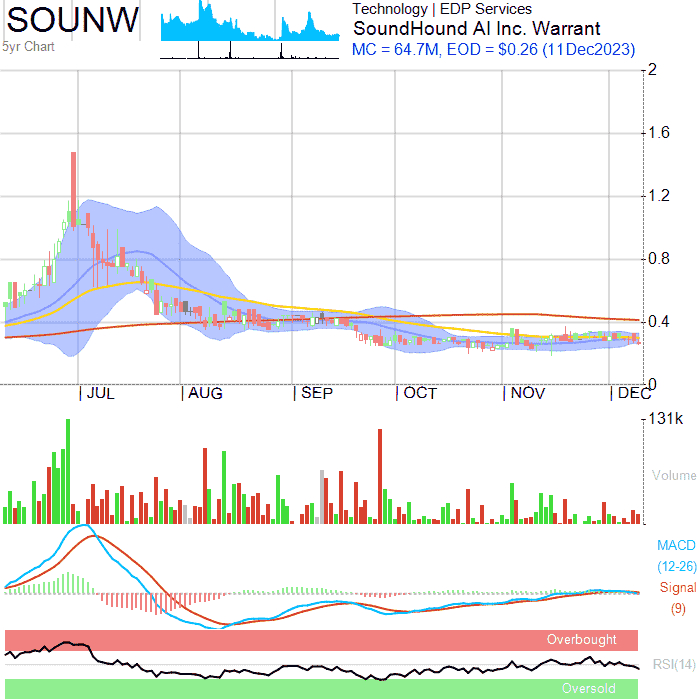 SOUNW
5yr Chart
Technology | EDP Services
SoundHound AI Inc. Warrant
MC = 64.7M, EOD = $0.26 (11Dec2023)
2
1.6
1.2
0.8
0.4
0
JUL
AUG
SEP
OCT
NOV
DEC
131k
Volume
MACD
(12-26)
Signal
(9)
Overbought
RSI(14)
Oversold